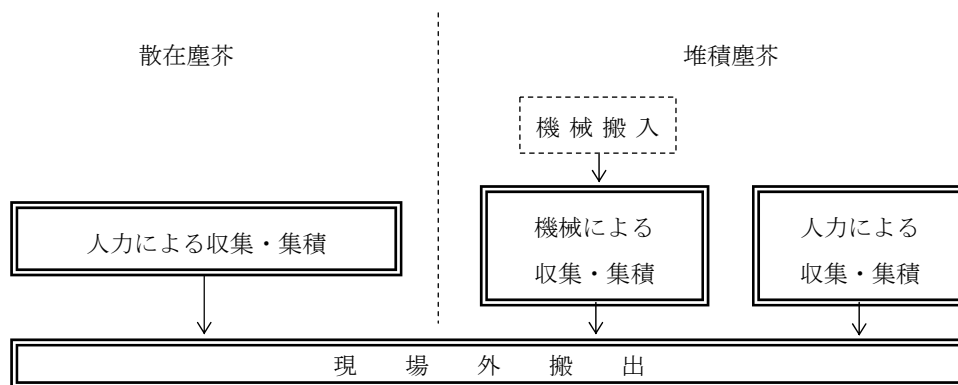 散在塵芥
堆積塵芥
機械搬入
人力による収集・集積
機械による
収集・集積
人力による
収集・集積
現場外搬出